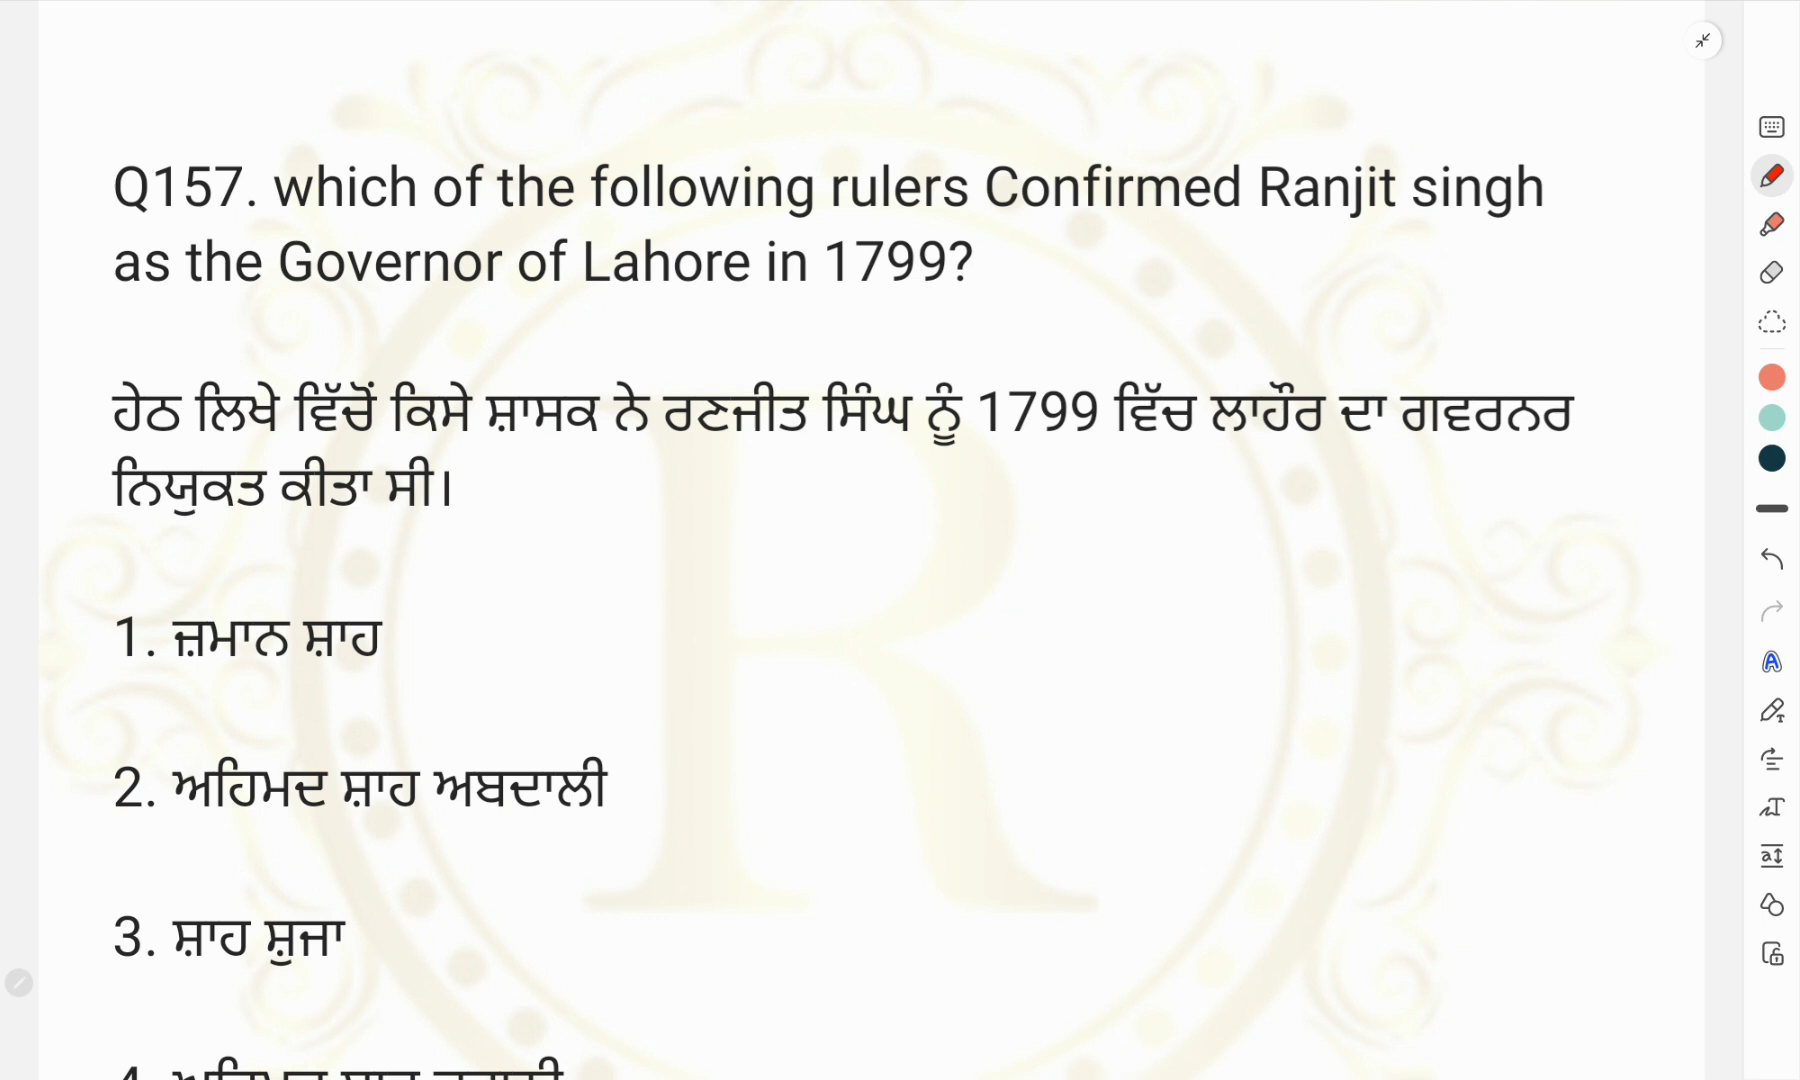 Q157. which of the following rulers Confirmed Ranjit singh
as the Governor of Lahore in 1799?
ਹੇਠ ਲਿਖੇ ਵਿੱਚੋਂ ਕਿਸੇ ਸ਼ਾਸਕ ਨੇ ਰਣਜੀਤ ਸਿੰਘ ਨੂੰ 1799 ਵਿੱਚ ਲਾਹੌਰ ਦਾ ਗਵਰਨਰ
ਨਿਯੁਕਤ ਕੀਤਾ ਸੀ।
1. ਜ਼ਮਾਨ ਸ਼ਾਹ
2. ਅਹਿਮਦ ਸ਼ਾਹ ਅਬਦਾਲੀ
3. ਸ਼ਾਹ ਸ਼ੁਜਾ